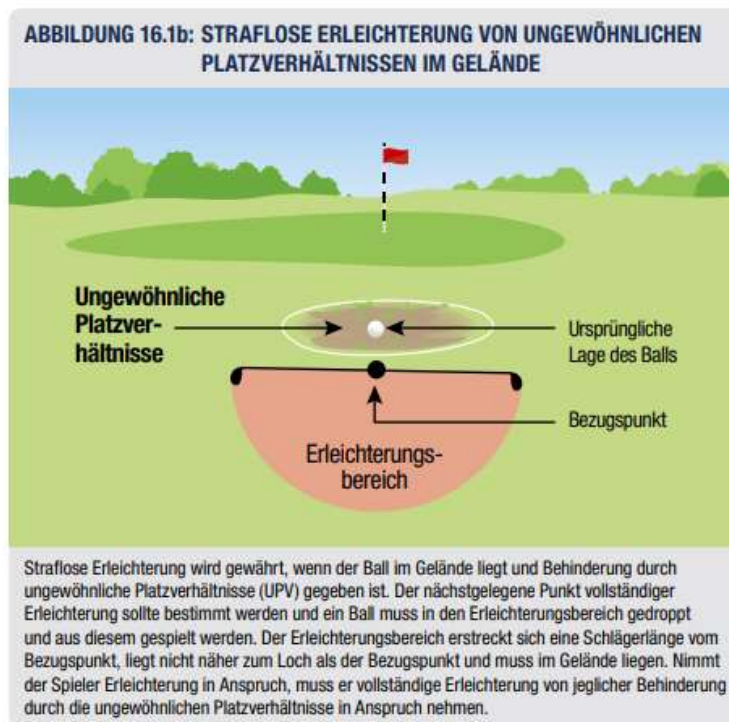 ABBILDUNG 16.1b: STRAFLOSE ERLEICHTERUNG VON UNGEWÖHNLICHEN
PLATZVERHÄLTNISSEN IM GELÄNDE
Ungewöhnliche
Platzver-
hältnisse
Ursprüngliche
Lage des Balls
Bezugspunkt
Erleichterungs-
bereich
Straflose Erleichterung wird gewährt, wenn der Ball im Gelände liegt und Behinderung durch
ungewöhnliche Platzverhältnisse (UPV) gegeben ist. Der nächstgelegene Punkt vollständiger
Erleichterung sollte bestimmt werden und ein Ball muss in den Erleichterungsbereich gedroppt
und aus diesem gespielt werden. Der Erleichterungsbereich erstreckt sich eine Schlägerlänge vom
Bezugspunkt, liegt nicht näher zum Loch als der Bezugspunkt und muss im Gelände liegen. Nimmt
der Spieler Erleichterung in Anspruch, muss er vollständige Erleichterung von jeglicher Behinderung
durch die ungewöhnlichen Platzverhältnisse in Anspruch nehmen.